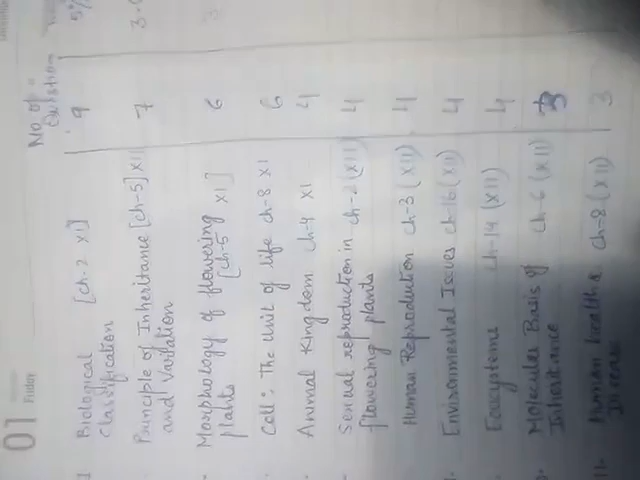 01 Friday
No. of Question
1 Biological [ch-2 XI] 9
Classification
Principle of Inheritance [ch-5] XII 7
and Variation
Morphology of flowering 6
plants [ch-5 XI]
Cell: The unit of life ch-8 XI 6
Animal Kingdom ch-4 XI 4
Sexual reproduction in ch-2 (XII) 4
flowering plants
Human Reproduction ch-3 (XII) 4
Environmental Issues ch-16 (XII) 4
Ecosystem ch-14 (XII) 4
Molecular Basis of ch-6 (XII) 3
Inheritance
11. Human health & ch-8 (XII) 3